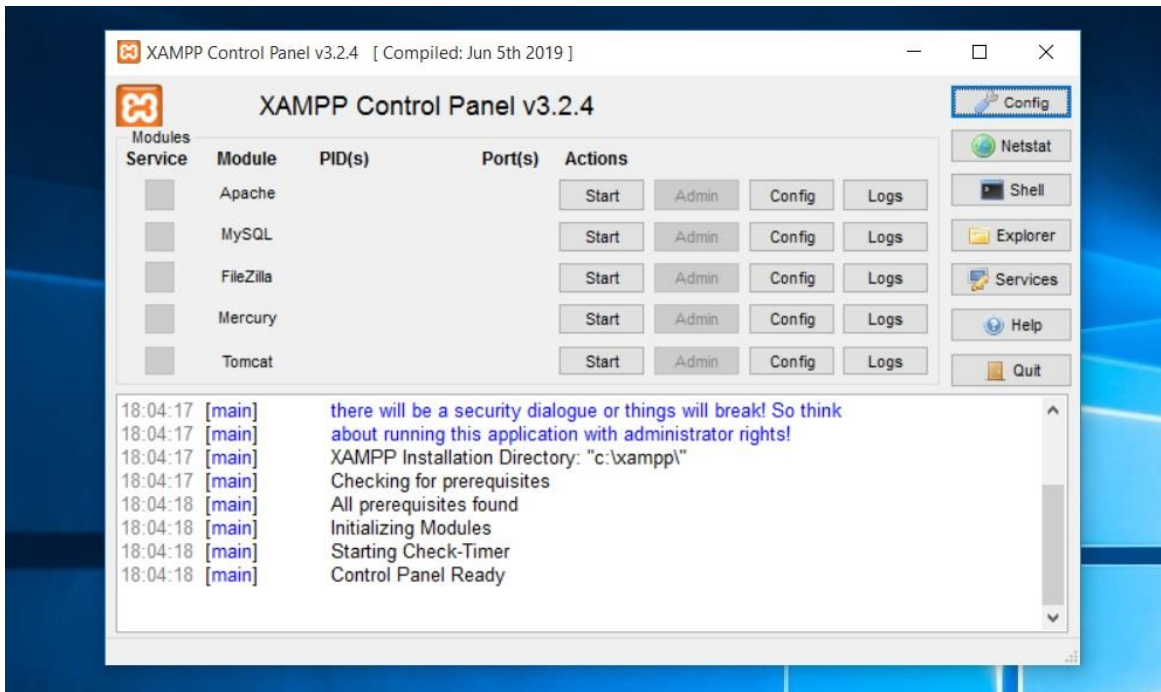 XAMPP Control Panel v3.2.4 [ Compiled: Jun 5th 2019 ]
XAMPP Control Panel v3.2.4
Config
Modules
Service Module PID(s) Port(s) Actions
Netstat
Apache Start Admin Config Logs
Shell
MySQL Start Admin Config Logs
Explorer
FileZilla Start Admin Config Logs
Services
Mercury Start Admin Config Logs
Help
Tomcat Start Admin Config Logs
Quit
18:04:17 [main] there will be a security dialogue or things will break! So think
18:04:17 [main] about running this application with administrator rights!
18:04:17 [main] XAMPP Installation Directory: "c:\xampp\"
18:04:17 [main] Checking for prerequisites
18:04:18 [main] All prerequisites found
18:04:18 [main] Initializing Modules
18:04:18 [main] Starting Check-Timer
18:04:18 [main] Control Panel Ready